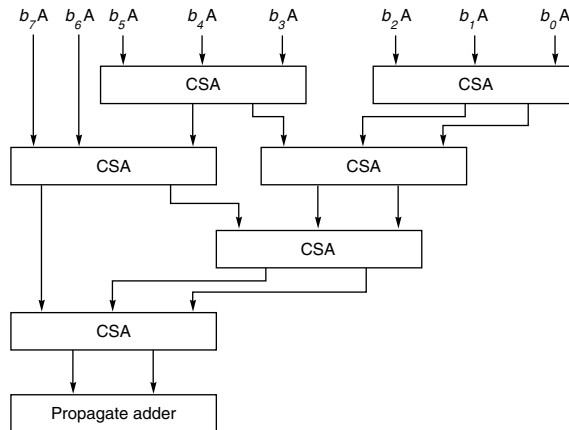 b₇A b₆A b₅A b₄A b₃A b₂A b₁A b₀A
CSA CSA
CSA CSA
CSA
CSA
Propagate adder